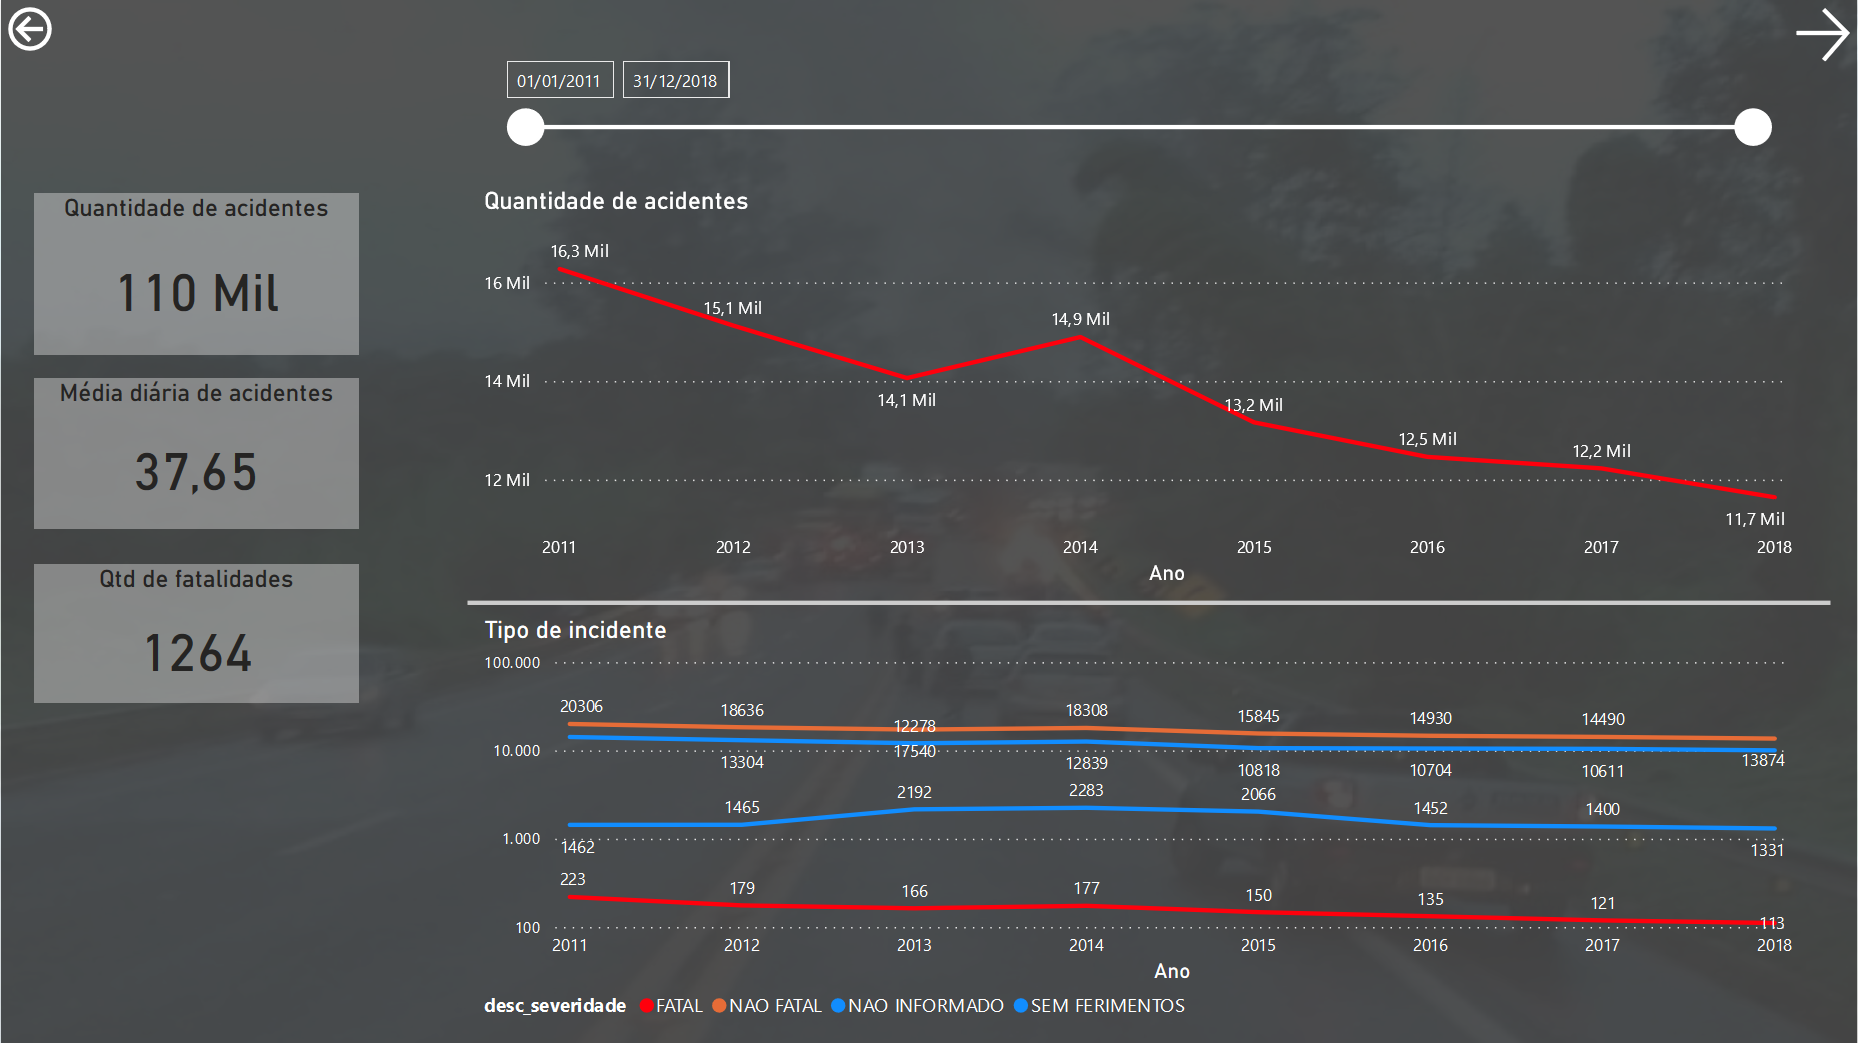 01/01/2011
31/12/2018
Quantidade de acidentes
110 Mil
Média diária de acidentes
37,65
Qtd de fatalidades
1264
Quantidade de acidentes
16 Mil
14 Mil
12 Mil
16,3 Mil
15,1 Mil
14,1 Mil
14,9 Mil
13,2 Mil
12,5 Mil
12,2 Mil
11,7 Mil
2011 2012 2013 2014 2015 2016 2017 2018
Ano
Tipo de incidente
100.000
10.000
1.000
100
20306 18636 12278 18308 15845 14930 14490
13304 17540 12839 10818 10704 10611 13874
1465 2192 2283 2066 1452 1400
1462 1331
223 179 166 177 150 135 121 113
2011 2012 2013 2014 2015 2016 2017 2018
Ano
desc_severidade FATAL NAO FATAL NAO INFORMADO SEM FERIMENTOS